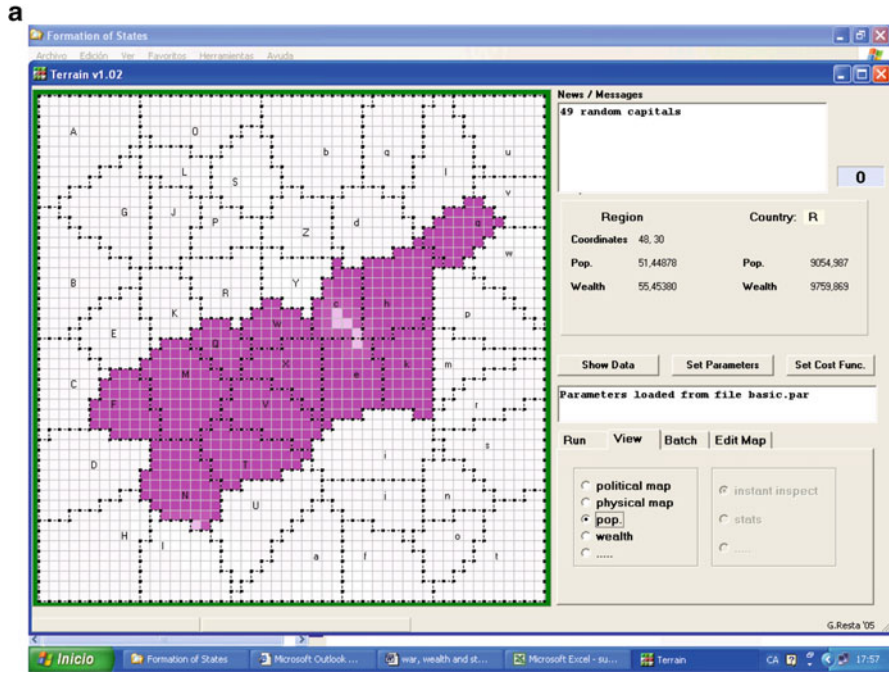 a
Formation of States
Archivo Edición Ver Favoritos Herramientas Ayuda
Terrain v1.02
News / Messages
49 random capitals
0
Region Country: R
Coordinates 48, 30
Pop. 51,44878 Pop. 9054,987
Wealth 55,45380 Wealth 9759,869
Show Data Set Parameters Set Cost Func.
Parameters loaded from file basic.par
Run View Batch Edit Map
political map
physical map
pop.
wealth
.....
instant inspect
stats
.....
A O b q u
L S l v
G J P d a
Z w
B R Y
K c h
E W p
Q
M X e k m
C
F V r
s
D T i
N U i n
H I o
a f t
G.Resta '05
Inicio Formation of States Microsoft Outlook ... war, wealth and st... Microsoft Excel - su... Terrain CA 17:57